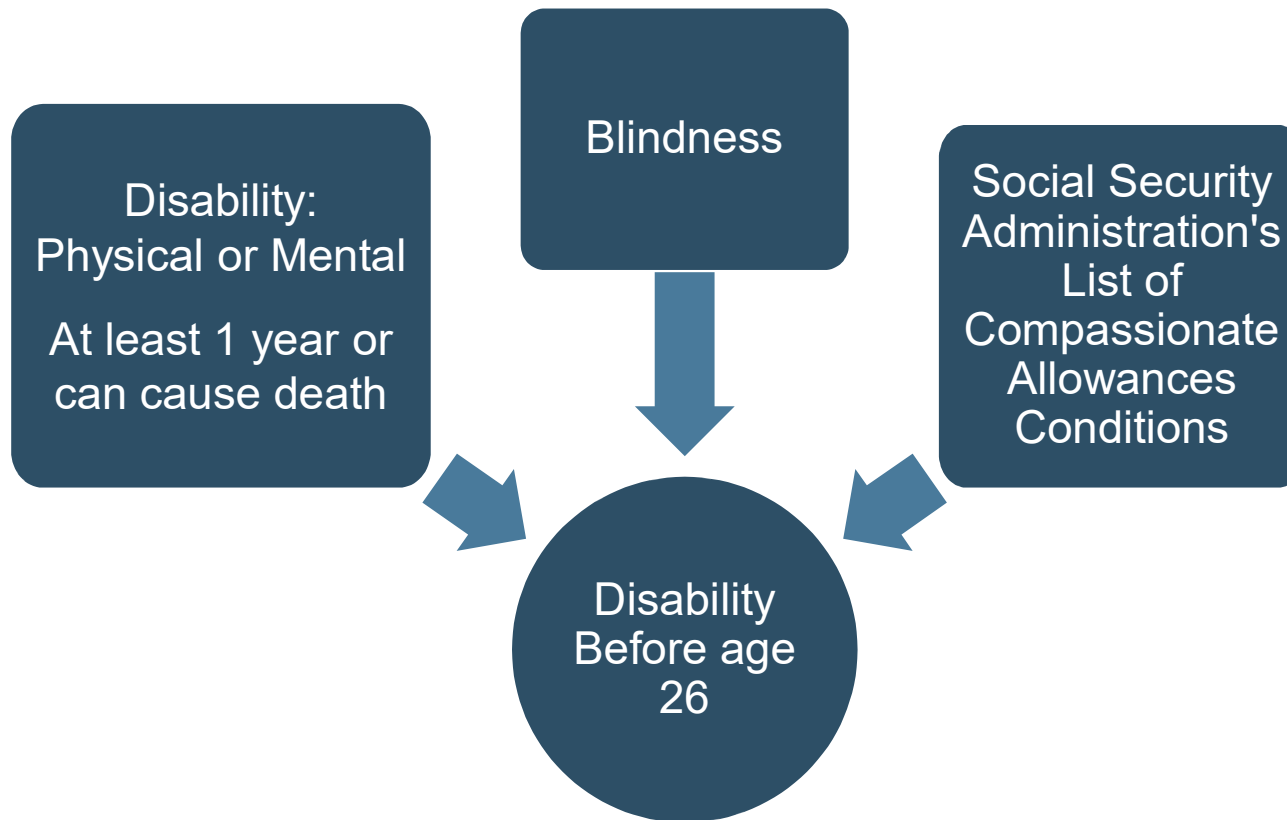 Disability:
Physical or Mental
At least 1 year or
can cause death
Blindness
Social Security
Administration's
List of
Compassionate
Allowances
Conditions
Disability
Before age
26